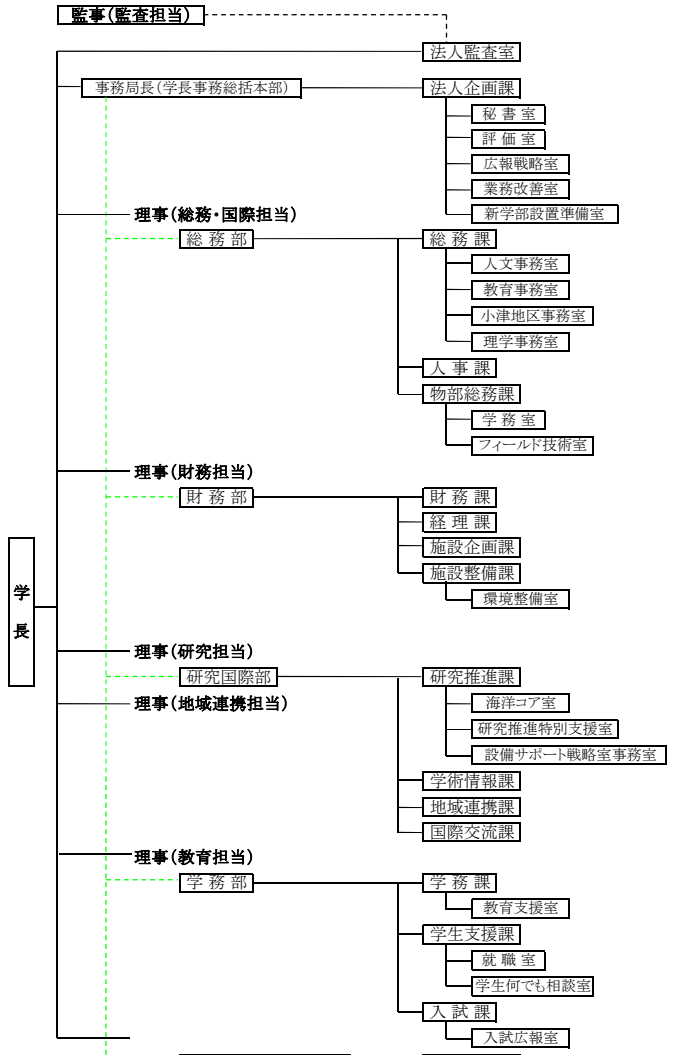 監事(監査担当)
法人監査室
事務局長(学長事務総括本部) 法人企画課
秘書室
評価室
広報戦略室
業務改善室
理事(総務・国際担当) 新学部設置準備室
総務部 総務課
人文事務室
教育事務室
小津地区事務室
理学事務室
人事課
物部総務課
学務室
フィールド技術室
理事(財務担当)
財務部 財務課
経理課
施設企画課
施設整備課
環境整備室
学長
理事(研究担当)
研究国際部 研究推進課
理事(地域連携担当) 海洋コア室
研究推進特別支援室
設備サポート戦略室事務室
学術情報課
地域連携課
国際交流課
理事(教育担当)
学務部 学務課
教育支援室
学生支援課
就職室
学生何でも相談室
入試課
入試広報室